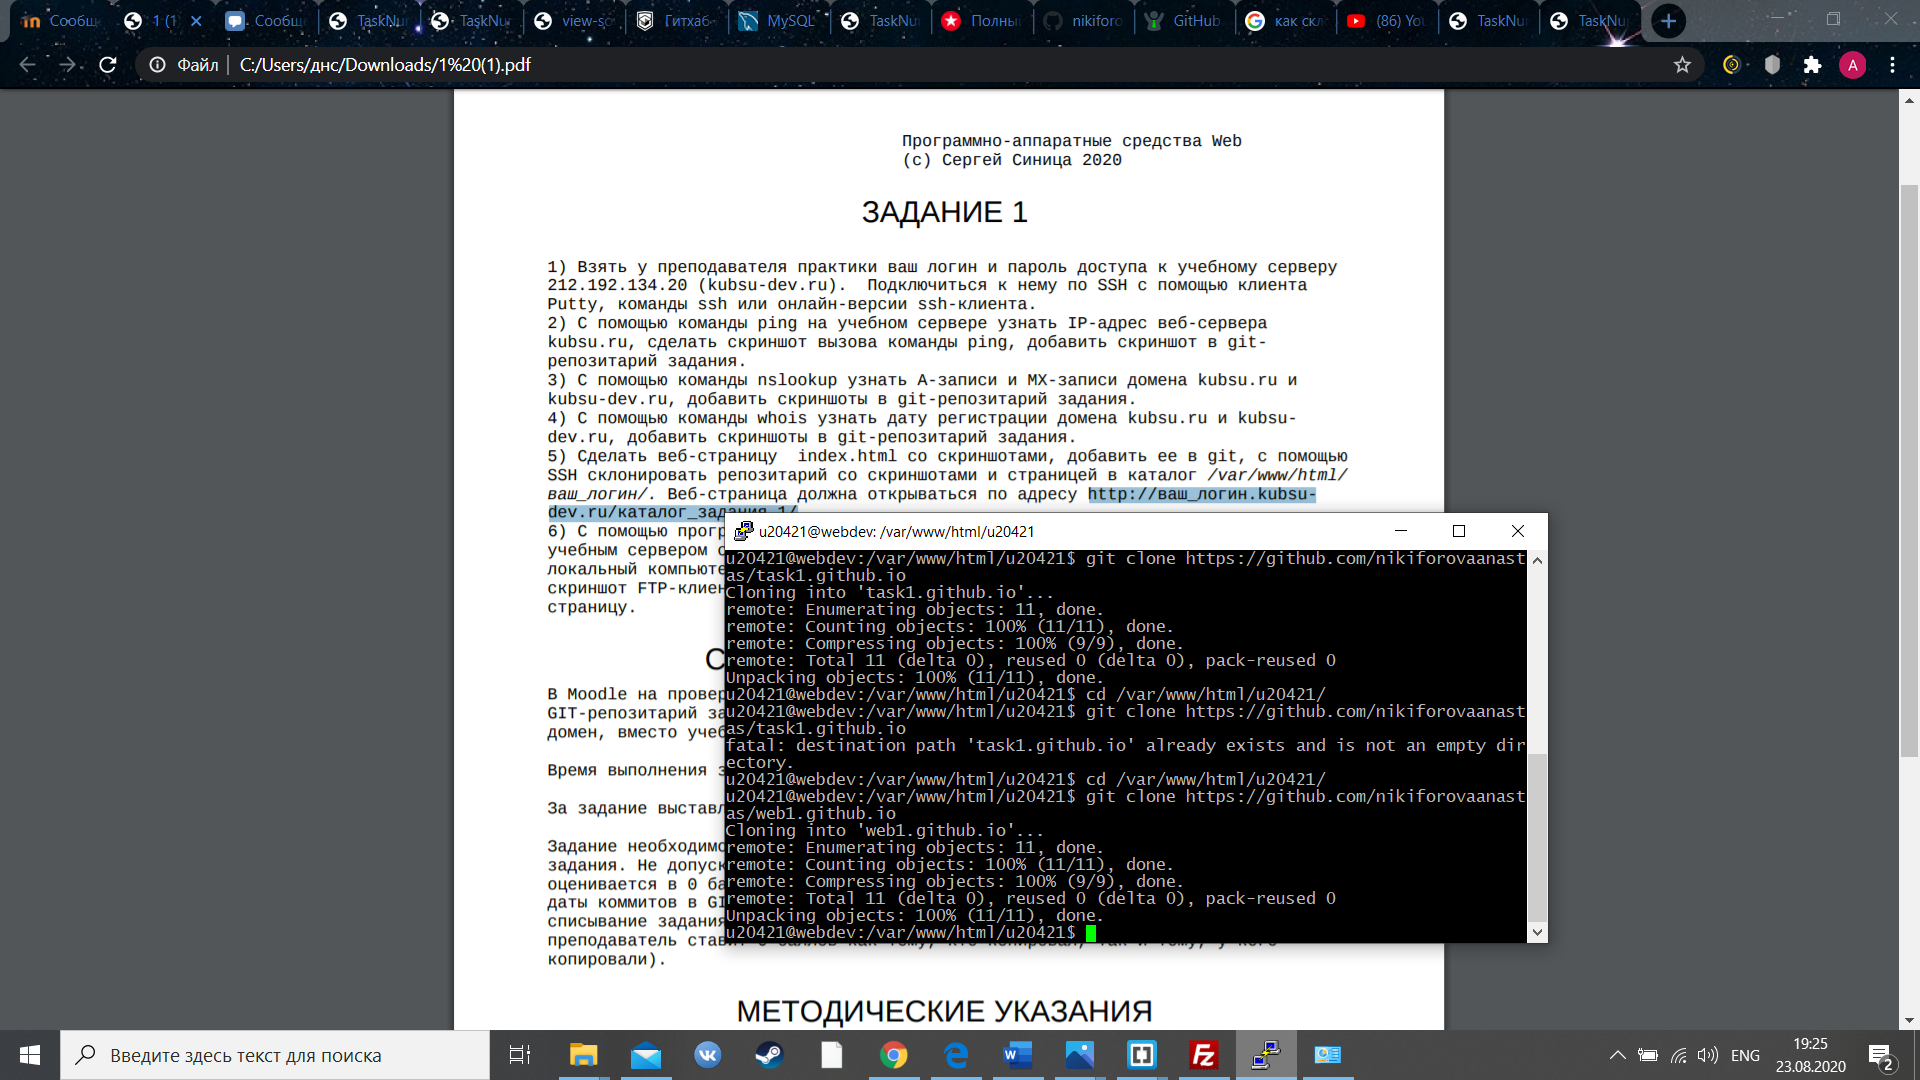 Сообщ
1 (1)
Сообщ
TaskNu
TaskNu
view-so
Гитхаб
MySQL
TaskNu
Полны
nikiforo
GitHub
как скл
(86) Yo
TaskNu
TaskNu
Файл
C:/Users/днс/Downloads/1%20(1).pdf
A
Программно-аппаратные средства Web
(c) Сергей Синица 2020
ЗАДАНИЕ 1
1) Взять у преподавателя практики ваш логин и пароль доступа к учебному серверу
212.192.134.20 (kubsu-dev.ru).  Подключиться к нему по SSH с помощью клиента
Putty, команды ssh или онлайн-версии ssh-клиента.
2) С помощью команды ping на учебном сервере узнать IP-адрес веб-сервера
kubsu.ru, сделать скриншот вызова команды ping, добавить скриншот в git-
репозитарий задания.
3) С помощью команды nslookup узнать A-записи и MX-записи домена kubsu.ru и
kubsu-dev.ru, добавить скриншоты в git-репозитарий задания.
4) С помощью команды whois узнать дату регистрации домена kubsu.ru и kubsu-
dev.ru, добавить скриншоты в git-репозитарий задания.
5) Сделать веб-страницу  index.html со скриншотами, добавить ее в git, с помощью
SSH склонировать репозитарий со скриншотами и страницей в каталог /var/www/html/
ваш_логин/. Веб-страница должна открываться по адресу http://ваш_логин.kubsu-
dev.ru/каталог_задания_1/
6) С помощью прогр
учебным сервером с
локальный компьюте
скриншот FTP-клиен
страницу.
С
В Moodle на провер
GIT-репозитарий за
домен, вместо учеб
Время выполнения з
За задание выставл
Задание необходимо
задания. Не допуск
оценивается в 0 ба
даты коммитов в GI
списывание задания
преподаватель ставит 0 баллов как тому, кто копировал, так и тому, у кого
копировали).
МЕТОДИЧЕСКИЕ УКАЗАНИЯ
u20421@webdev: /var/www/html/u20421
u20421@webdev:/var/www/html/u20421$ git clone https://github.com/nikiforovaanast
as/task1.github.io
Cloning into 'task1.github.io'...
remote: Enumerating objects: 11, done.
remote: Counting objects: 100% (11/11), done.
remote: Compressing objects: 100% (9/9), done.
remote: Total 11 (delta 0), reused 0 (delta 0), pack-reused 0
Unpacking objects: 100% (11/11), done.
u20421@webdev:/var/www/html/u20421$ cd /var/www/html/u20421/
u20421@webdev:/var/www/html/u20421$ git clone https://github.com/nikiforovaanast
as/task1.github.io
fatal: destination path 'task1.github.io' already exists and is not an empty dir
ectory.
u20421@webdev:/var/www/html/u20421$ cd /var/www/html/u20421/
u20421@webdev:/var/www/html/u20421$ git clone https://github.com/nikiforovaanast
as/web1.github.io
Cloning into 'web1.github.io'...
remote: Enumerating objects: 11, done.
remote: Counting objects: 100% (11/11), done.
remote: Compressing objects: 100% (9/9), done.
remote: Total 11 (delta 0), reused 0 (delta 0), pack-reused 0
Unpacking objects: 100% (11/11), done.
u20421@webdev:/var/www/html/u20421$
Введите здесь текст для поиска
ENG
19:25
23.08.2020
2